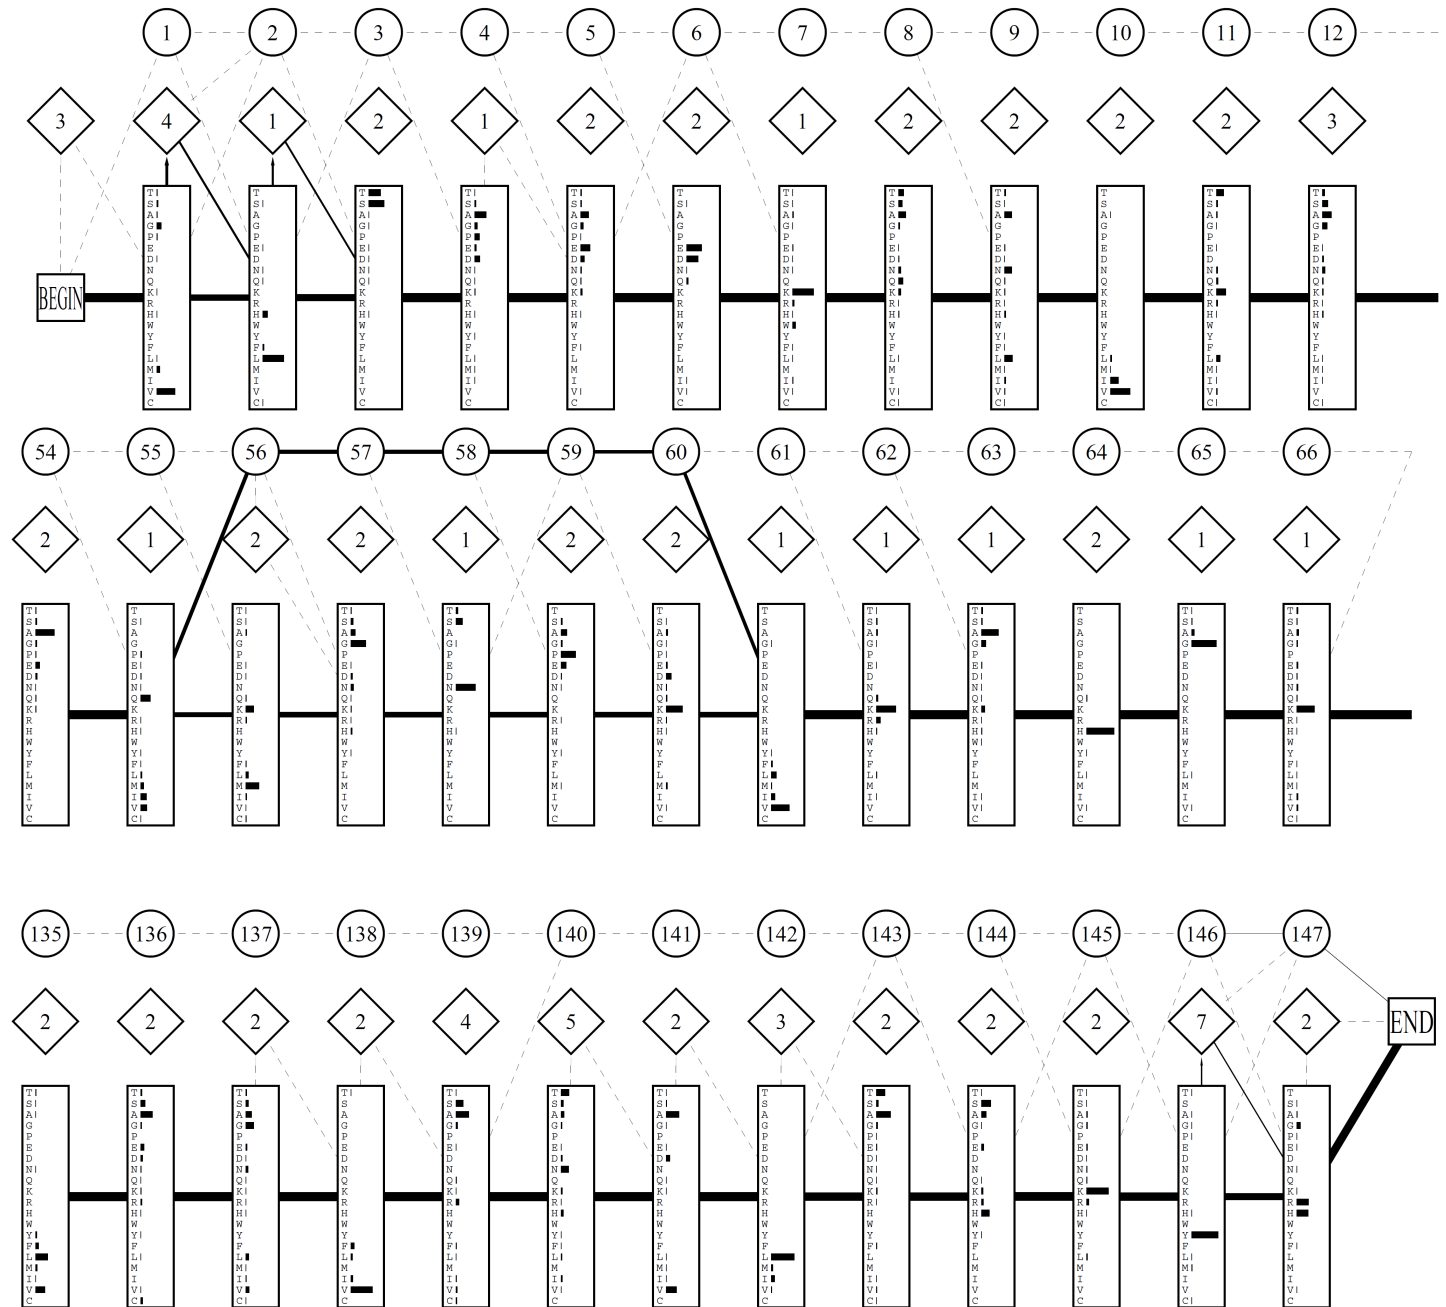 1 2 3 4 5 6 7 8 9 10 11 12
3 4 1 2 1 2 2 1 2 2 2 2 3
BEGIN
T T T T T T T T T T T T
S S S S S S S S S S S S
A A A A A A A A A A A A
G G G G G G G G G G G G
P P P P P P P P P P P P
E E E E E E E E E E E E
D D D D D D D D D D D D
N N N N N N N N N N N N
Q Q Q Q Q Q Q Q Q Q Q Q
K K K K K K K K K K K K
R R R R R R R R R R R R
H H H H H H H H H H H H
W W W W W W W W W W W W
Y Y Y Y Y Y Y Y Y Y Y Y
F F F F F F F F F F F F
L L L L L L L L L L L L
M M M M M M M M M M M M
I I I I I I I I I I I I
V V V V V V V V V V V V
C C C C C C C C C C C C
54 55 56 57 58 59 60 61 62 63 64 65 66
2 1 2 2 1 2 2 1 1 1 2 1 1
T T T T T T T T T T T T T
S S S S S S S S S S S S S
A A A A A A A A A A A A A
G G G G G G G G G G G G G
P P P P P P P P P P P P P
E E E E E E E E E E E E E
D D D D D D D D D D D D D
N N N N N N N N N N N N N
Q Q Q Q Q Q Q Q Q Q Q Q Q
K K K K K K K K K K K K K
R R R R R R R R R R R R R
H H H H H H H H H H H H H
W W W W W W W W W W W W W
Y Y Y Y Y Y Y Y Y Y Y Y Y
F F F F F F F F F F F F F
L L L L L L L L L L L L L
M M M M M M M M M M M M M
I I I I I I I I I I I I I
V V V V V V V V V V V V V
C C C C C C C C C C C C C
135 136 137 138 139 140 141 142 143 144 145 146 147
2 2 2 2 4 5 2 3 2 2 2 7 2 END
T T T T T T T T T T T T T
S S S S S S S S S S S S S
A A A A A A A A A A A A A
G G G G G G G G G G G G G
P P P P P P P P P P P P P
E E E E E E E E E E E E E
D D D D D D D D D D D D D
N N N N N N N N N N N N N
Q Q Q Q Q Q Q Q Q Q Q Q Q
K K K K K K K K K K K K K
R R R R R R R R R R R R R
H H H H H H H H H H H H H
W W W W W W W W W W W W W
Y Y Y Y Y Y Y Y Y Y Y Y Y
F F F F F F F F F F F F F
L L L L L L L L L L L L L
M M M M M M M M M M M M M
I I I I I I I I I I I I I
V V V V V V V V V V V V V
C C C C C C C C C C C C C